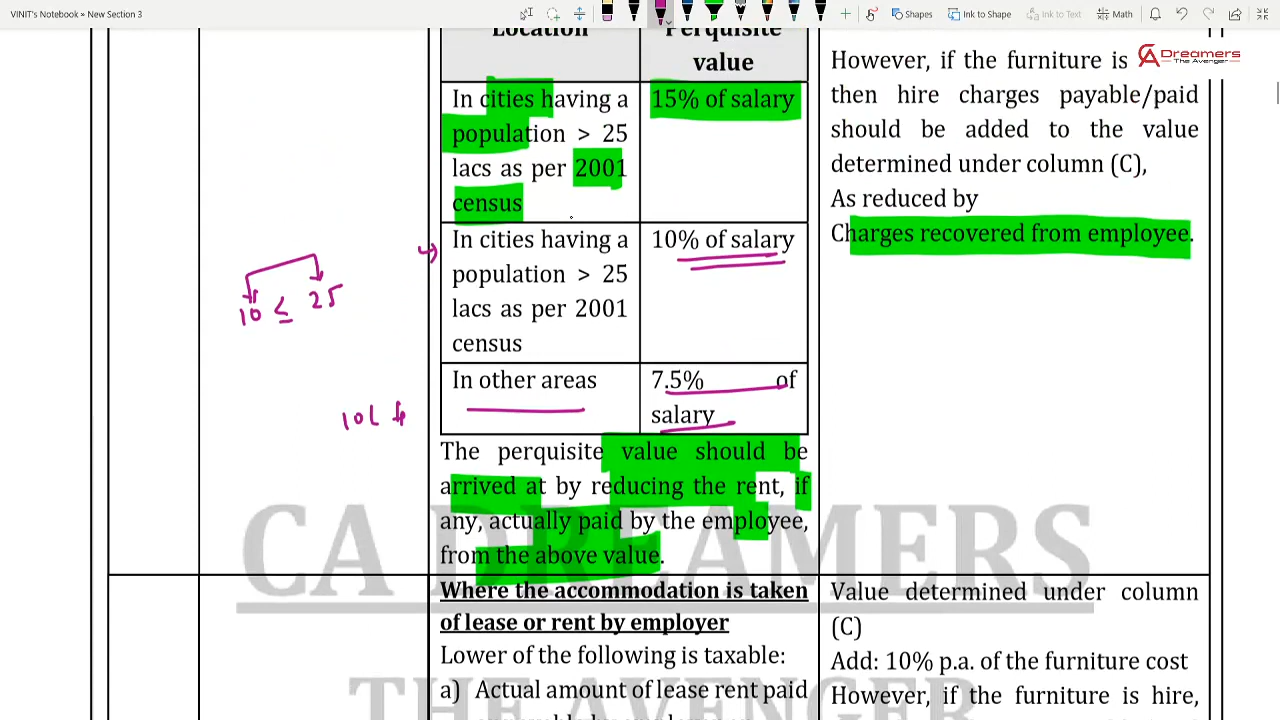 VINIT's Notebook » New Section 3
Shapes
Ink to Shape
Ink to Text
Math
Dreamers
The Avenger
Location
Perquisite
value
In cities having a
population > 25
lacs as per 2001
census
15% of salary
In cities having a
population > 25
lacs as per 2001
census
10% of salary
In other areas
7.5% of
salary
10 ≤ 25
10L
The perquisite value should be
arrived at by reducing the rent, if
any, actually paid by the employee,
from the above value.
However, if the furniture is
then hire charges payable/paid
should be added to the value
determined under column (C),
As reduced by
Charges recovered from employee.
CA DREAMERS
Where the accommodation is taken
of lease or rent by employer
Lower of the following is taxable:
a) Actual amount of lease rent paid
Value determined under column
(C)
Add: 10% p.a. of the furniture cost
However, if the furniture is hire,
THE AVENGER